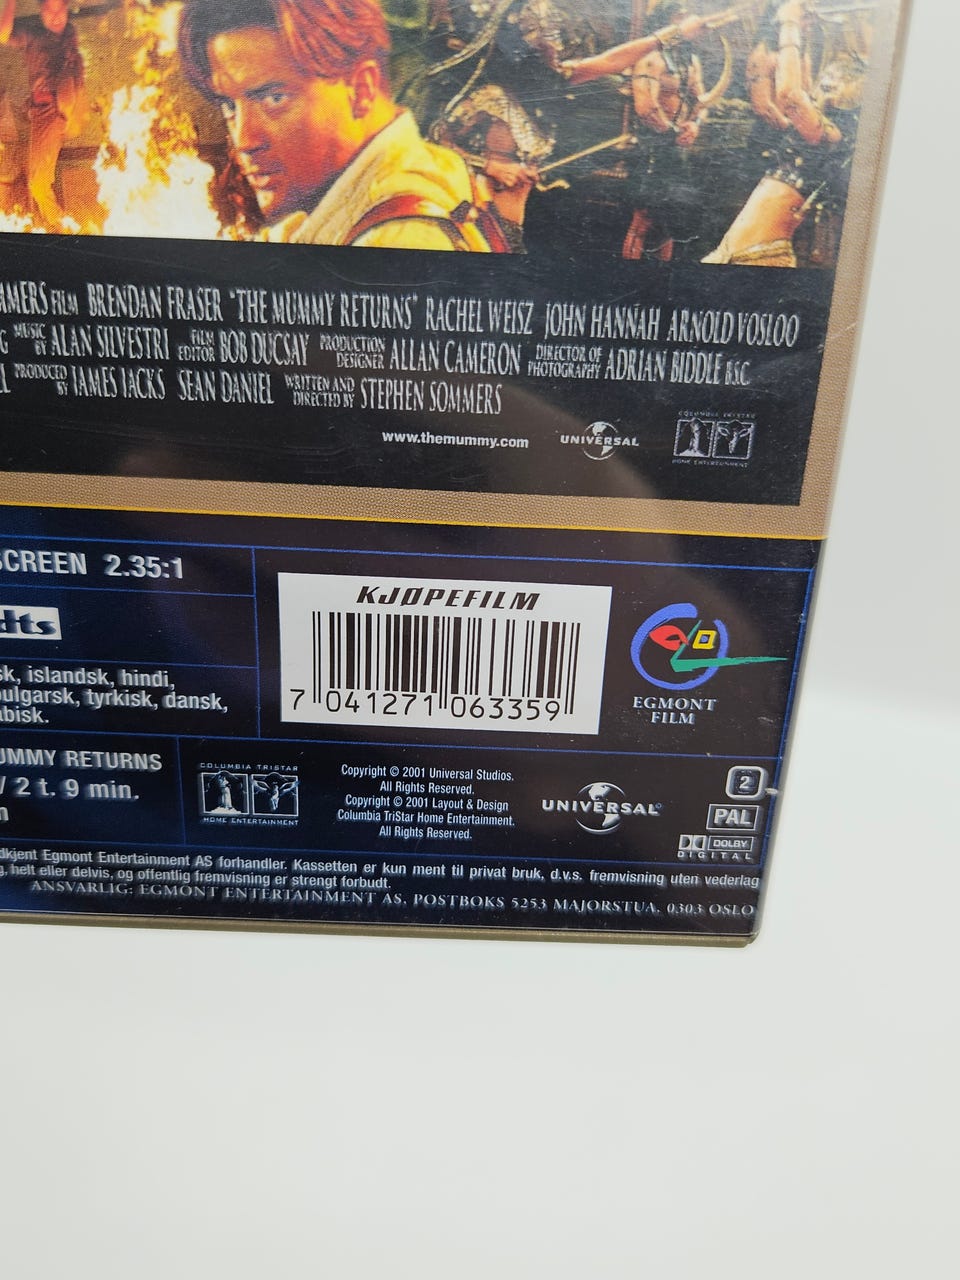 FILM BRENDAN FRASER "THE MUMMY RETURNS" RACHEL WEISZ JOHN HANNAH ARNOLD VOSLOO
MUSIC BY ALAN SILVESTRI FILM EDITOR BOB DUCSAY PRODUCTION DESIGNER ALLAN CAMERON DIRECTOR OF PHOTOGRAPHY ADRIAN BIDDLE B.S.C.
PRODUCED BY JAMES JACKS SEAN DANIEL WRITTEN AND DIRECTED BY STEPHEN SOMMERS
www.themummy.com
UNIVERSAL
COLUMBIA TRISTAR
HOME ENTERTAINMENT
SCREEN 2.35:1
dts
sk, islandsk, hindi,
bulgarsk, tyrkisk, dansk,
abisk.
KJØPEFILM
7 041271 063359
EGMONT
FILM
UMMY RETURNS
/ 2 t. 9 min.
COLUMBIA TRISTAR
HOME ENTERTAINMENT
Copyright © 2001 Universal Studios.
All Rights Reserved.
Copyright © 2001 Layout & Design
Columbia TriStar Home Entertainment.
All Rights Reserved.
UNIVERSAL
2
PAL
DOLBY
DIGITAL
dkjent Egmont Entertainment AS forhandler. Kassetten er kun ment til privat bruk, d.v.s. fremvisning uten vederlag
g, helt eller delvis, og offentlig fremvisning er strengt forbudt.
ANSVARLIG: EGMONT ENTERTAINMENT AS, POSTBOKS 5253 MAJORSTUA, 0303 OSLO